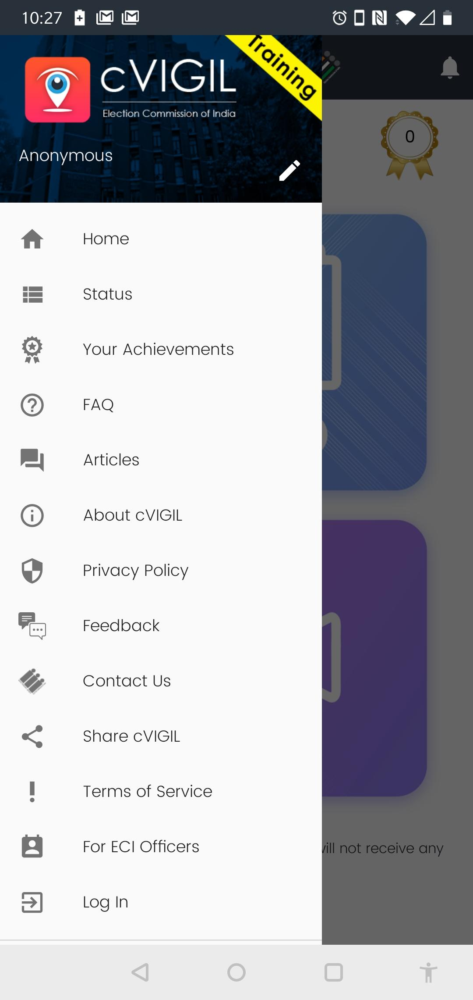 10:27
Training
cVIGIL
Election Commission of India
0
Anonymous
Home
Status
Your Achievements
FAQ
Articles
About cVIGIL
Privacy Policy
Feedback
Contact Us
Share cVIGIL
Terms of Service
For ECI Officers
will not receive any
Log In